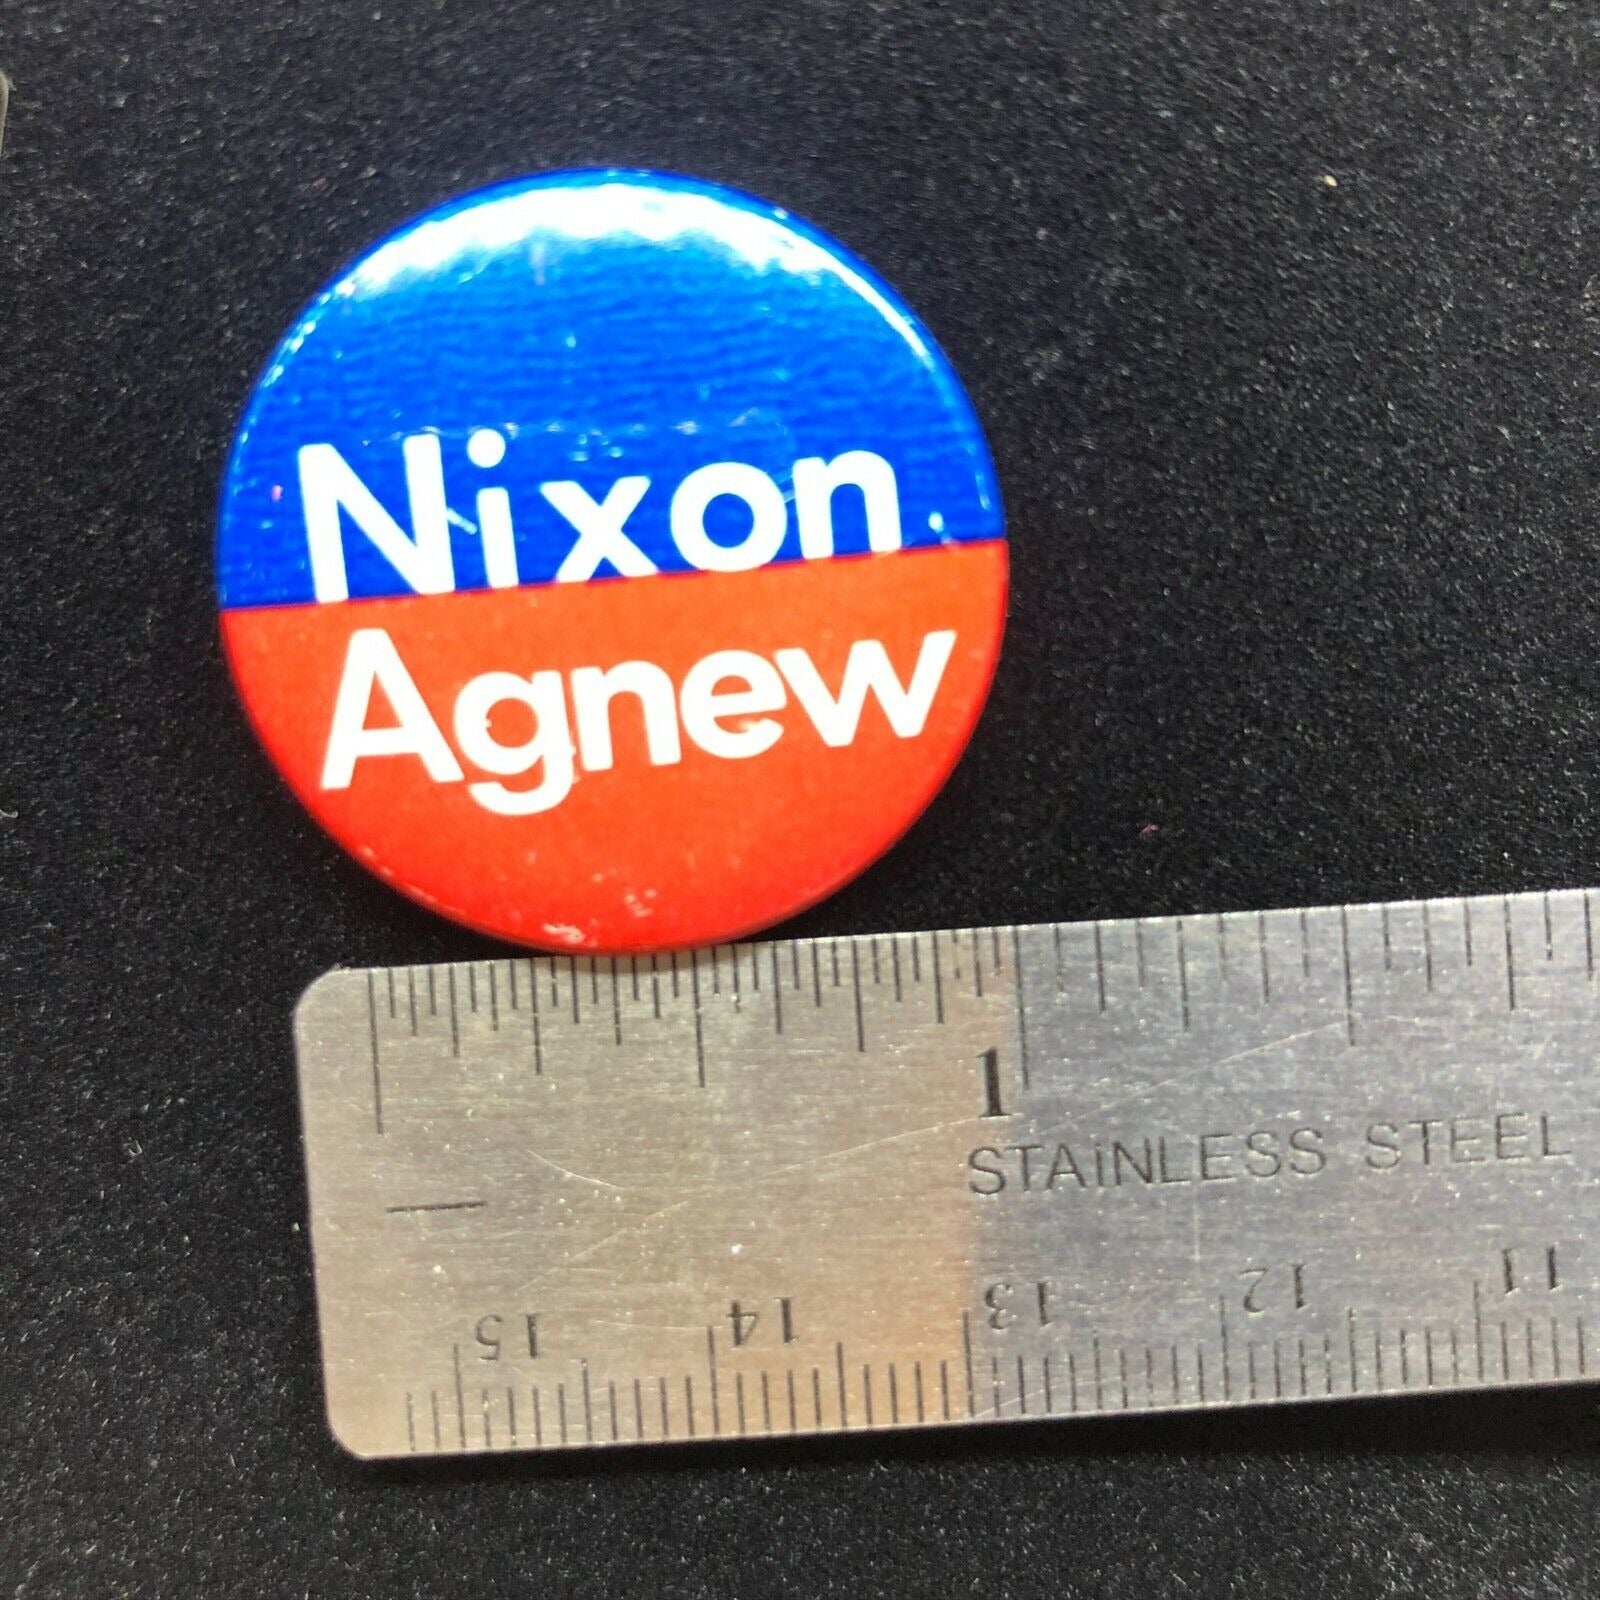 Nixon
Agnew
1
STAiNLESS STEEL
15 14 13 12 11